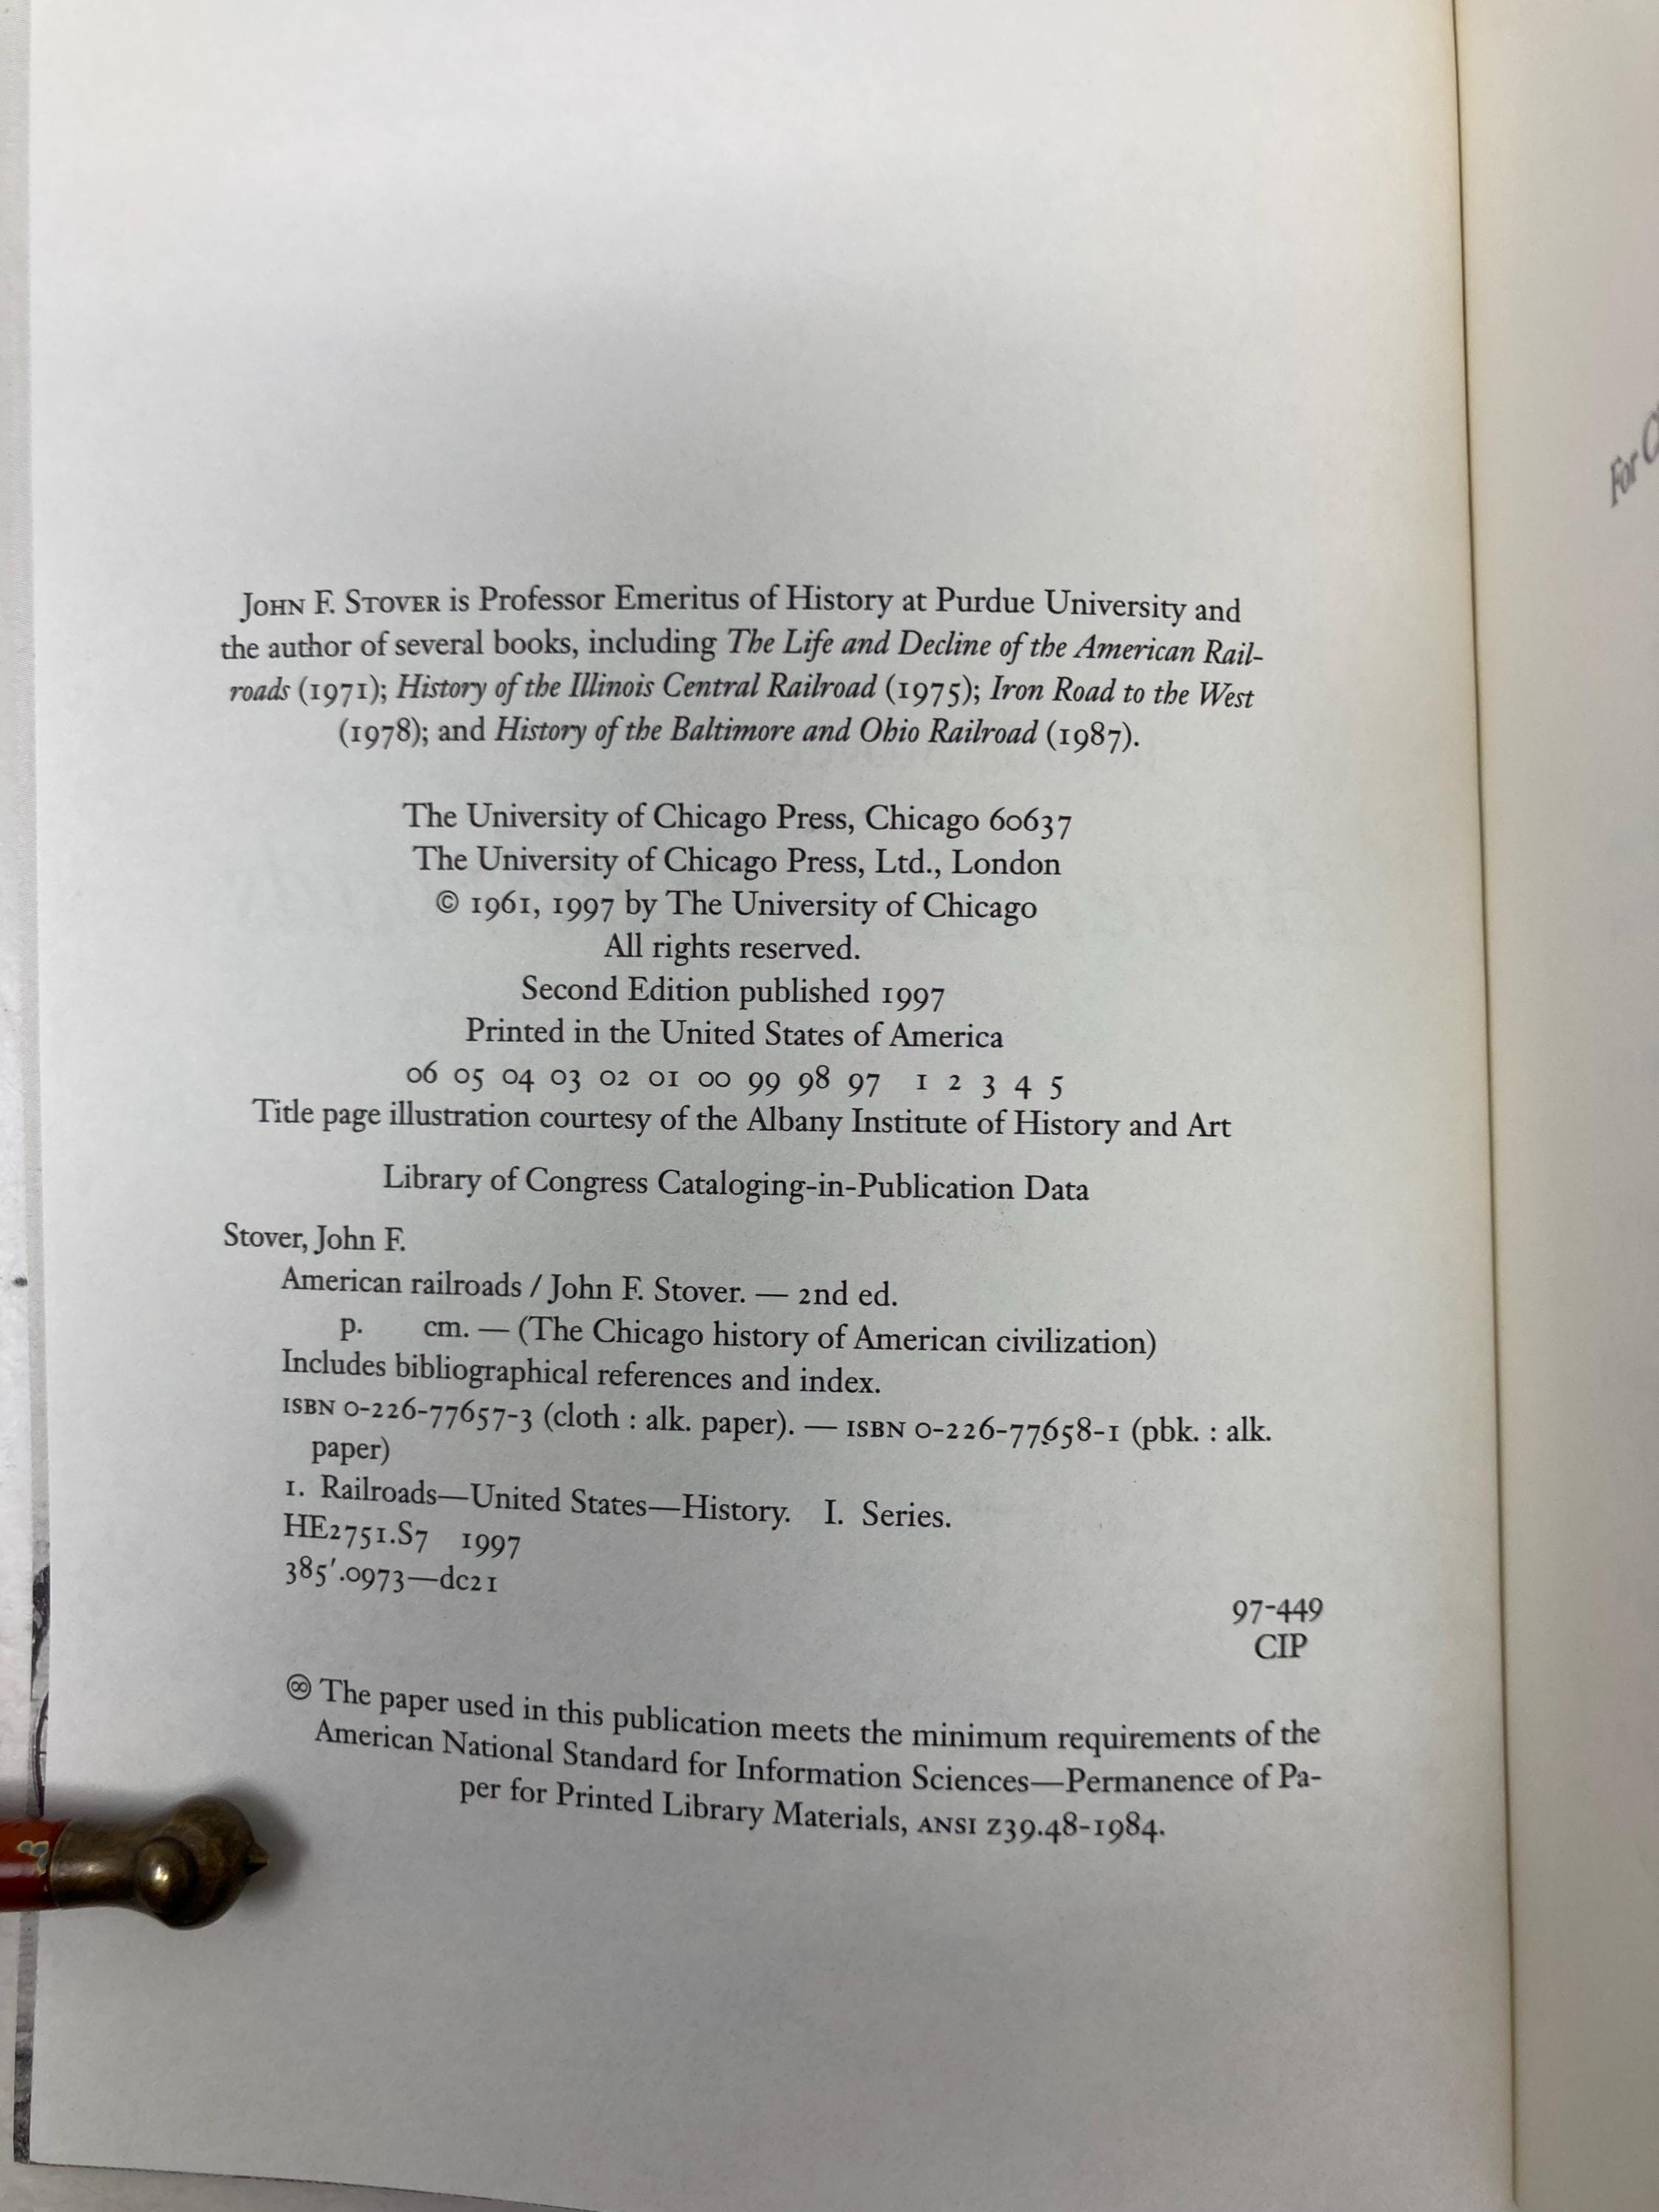 JOHN F. STOVER is Professor Emeritus of History at Purdue University and
the author of several books, including The Life and Decline of the American Rail-
roads (1971); History of the Illinois Central Railroad (1975); Iron Road to the West
(1978); and History of the Baltimore and Ohio Railroad (1987).
The University of Chicago Press, Chicago 60637
The University of Chicago Press, Ltd., London
© 1961, 1997 by The University of Chicago
All rights reserved.
Second Edition published 1997
Printed in the United States of America
06 05 04 03 02 01 00 99 98 97 1 2 3 4 5
Title page illustration courtesy of the Albany Institute of History and Art
Library of Congress Cataloging-in-Publication Data
Stover, John F.
American railroads / John F. Stover. — 2nd ed.
p. cm. — (The Chicago history of American civilization)
Includes bibliographical references and index.
ISBN 0-226-77657-3 (cloth : alk. paper). — ISBN 0-226-77658-1 (pbk. : alk.
paper)
1. Railroads—United States—History. I. Series.
HE2751.S7 1997
385′.0973—dc21
97-449
CIP
♾ The paper used in this publication meets the minimum requirements of the
American National Standard for Information Sciences—Permanence of Pa-
per for Printed Library Materials, ANSI Z39.48-1984.
For